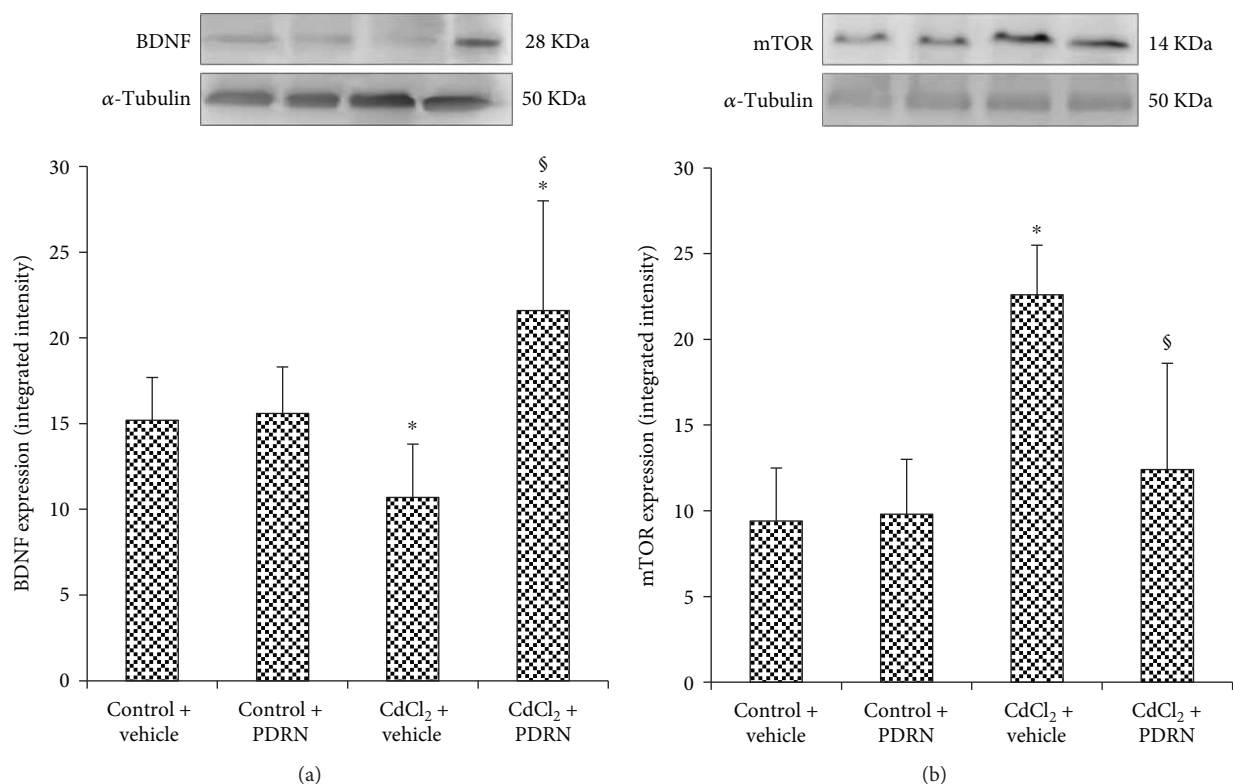 BDNF
28 KDa
α-Tubulin
50 KDa
30
25
20
15
10
5
0
BDNF expression (integrated intensity)
*
§
*
Control +
vehicle
Control +
PDRN
CdCl₂ +
vehicle
CdCl₂ +
PDRN
(a)
mTOR
14 KDa
α-Tubulin
50 KDa
30
25
20
15
10
5
0
mTOR expression (integrated intensity)
*
§
Control +
vehicle
Control +
PDRN
CdCl₂ +
vehicle
CdCl₂ +
PDRN
(b)